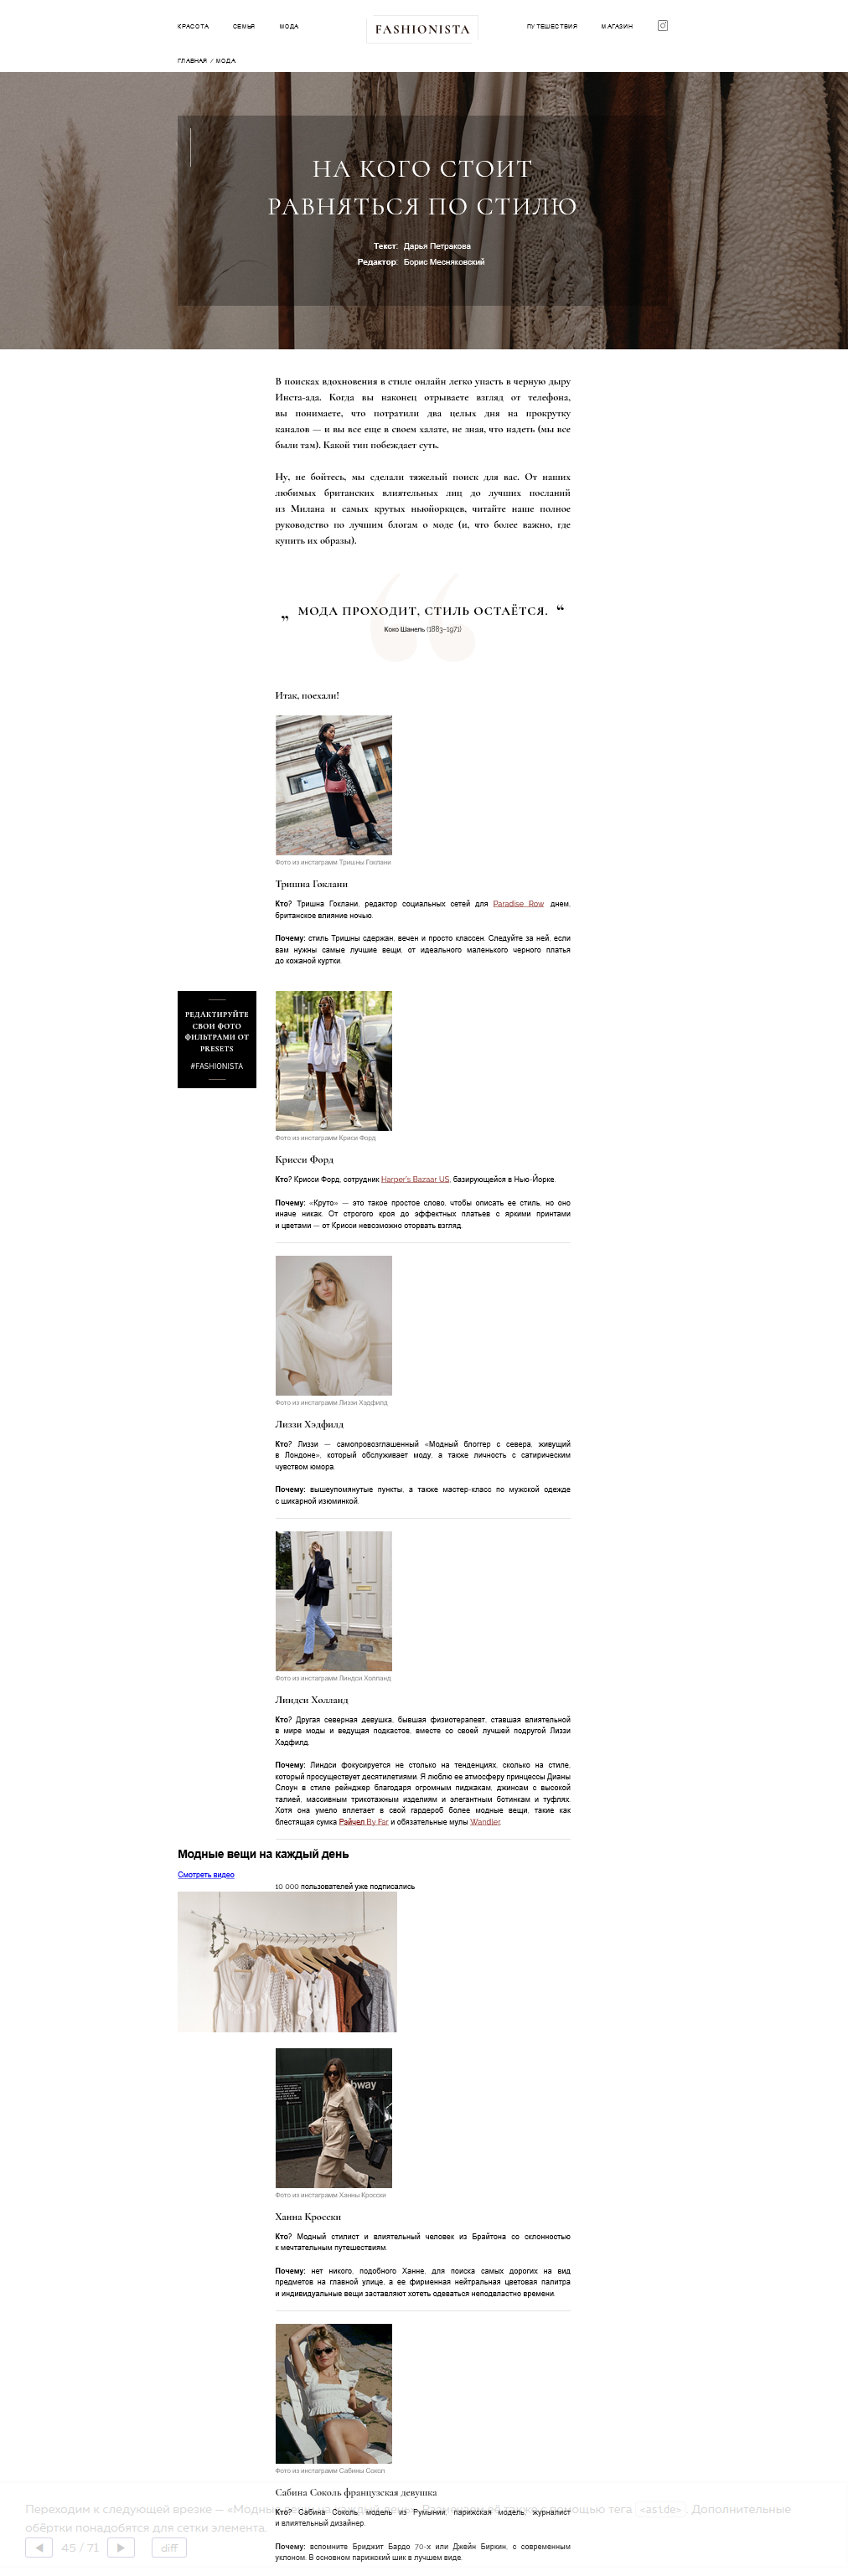 КРАСОТА
СЕМЬЯ
МОДА
FASHIONISTA
ПУТЕШЕСТВИЯ
МАГАЗИН
ГЛАВНАЯ / МОДА
НА КОГО СТОИТ
РАВНЯТЬСЯ ПО СТИЛЮ
Текст: Дарья Петракова
Редактор: Борис Месняковский
В поисках вдохновения в стиле онлайн легко упасть в черную дыру
Инста-ада. Когда вы наконец отрываете взгляд от телефона,
вы понимаете, что потратили два целых дня на прокрутку
каналов — и вы все еще в своем халате, не зная, что надеть (мы все
были там). Какой тип побеждает суть.
Ну, не бойтесь, мы сделали тяжелый поиск для вас. От наших
любимых британских влиятельных лиц до лучших посланий
из Милана и самых крутых ньюйоркцев, читайте наше полное
руководство по лучшим блогам о моде (и, что более важно, где
купить их образы).
„ МОДА ПРОХОДИТ, СТИЛЬ ОСТАЁТСЯ. “
Коко Шанель (1883–1971)
Итак, поехали!
Фото из инстаграмм Тришны Гоклани
Тришна Гоклани
Кто? Тришна Гоклани, редактор социальных сетей для Paradise Row днем,
британское влияние ночью.
Почему: стиль Тришны сдержан, вечен и просто классен. Следуйте за ней, если
вам нужны самые лучшие вещи, от идеального маленького черного платья
до кожаной куртки.
РЕДАКТИРУЙТЕ
СВОИ ФОТО
ФИЛЬТРАМИ ОТ
PRESETS
#FASHIONISTA
Фото из инстаграмм Криси Форд
Крисси Форд
Кто? Крисси Форд, сотрудник Harper's Bazaar US, базирующейся в Нью-Йорке.
Почему: «Круто» — это такое простое слово, чтобы описать ее стиль, но оно
иначе никак. От строгого кроя до эффектных платьев с яркими принтами
и цветами — от Крисси невозможно оторвать взгляд.
Фото из инстаграмм Лиззи Хэдфилд
Лиззи Хэдфилд
Кто? Лиззи — самопровозглашенный «Модный блоггер с севера, живущий
в Лондоне», который обслуживает моду, а также личность с сатирическим
чувством юмора.
Почему: вышеупомянутые пункты, а также мастер-класс по мужской одежде
с шикарной изюминкой.
Фото из инстаграмм Линдси Холланд
Линдси Холланд
Кто? Другая северная девушка, бывшая физиотерапевт, ставшая влиятельной
в мире моды и ведущая подкастов, вместе со своей лучшей подругой Лиззи
Хэдфилд.
Почему: Линдси фокусируется не столько на тенденциях, сколько на стиле,
который просуществует десятилетиями. Я люблю ее атмосферу принцессы Дианы
Слоун в стиле рейнджер благодаря огромным пиджакам, джинсам с высокой
талией, массивным трикотажным изделиям и элегантным ботинкам и туфлях.
Хотя она умело вплетает в свой гардероб более модные вещи, такие как
блестящая сумка Рэйчел By Far и обязательные мулы Wandler.
Модные вещи на каждый день
Смотреть видео
10 000 пользователей уже подписались
bway
Фото из инстаграмм Ханны Кросски
Ханна Кросски
Кто? Модный стилист и влиятельный человек из Брайтона со склонностью
к мечтательным путешествиям.
Почему: нет никого, подобного Ханне, для поиска самых дорогих на вид
предметов на главной улице, а ее фирменная нейтральная цветовая палитра
и индивидуальные вещи заставляют хотеть одеваться неподвластно времени.
Фото из инстаграмм Сабины Сокол
Сабина Соколь французская девушка
Кто? Сабина Соколь, модель из Румынии, парижская модель, журналист
и влиятельный дизайнер.
Почему: вспомните Бриджит Бардо 70-х или Джейн Биркин, с современным
уклоном. В основном парижский шик в лучшем виде.
Переходим к следующей врезке — «Модные
помощью тега <aside>. Дополнительные
обёртки понадобятся для сетки элемента.
45 / 71
diff